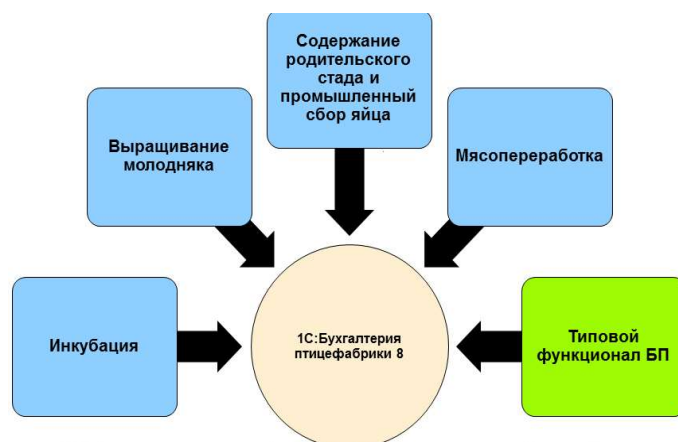 Содержание
родительского
стада и
промышленный
сбор яйца
Выращивание
молодняка
Мясопереработка
Инкубация
1С:Бухгалтерия
птицефабрики 8
Типовой
функционал БП